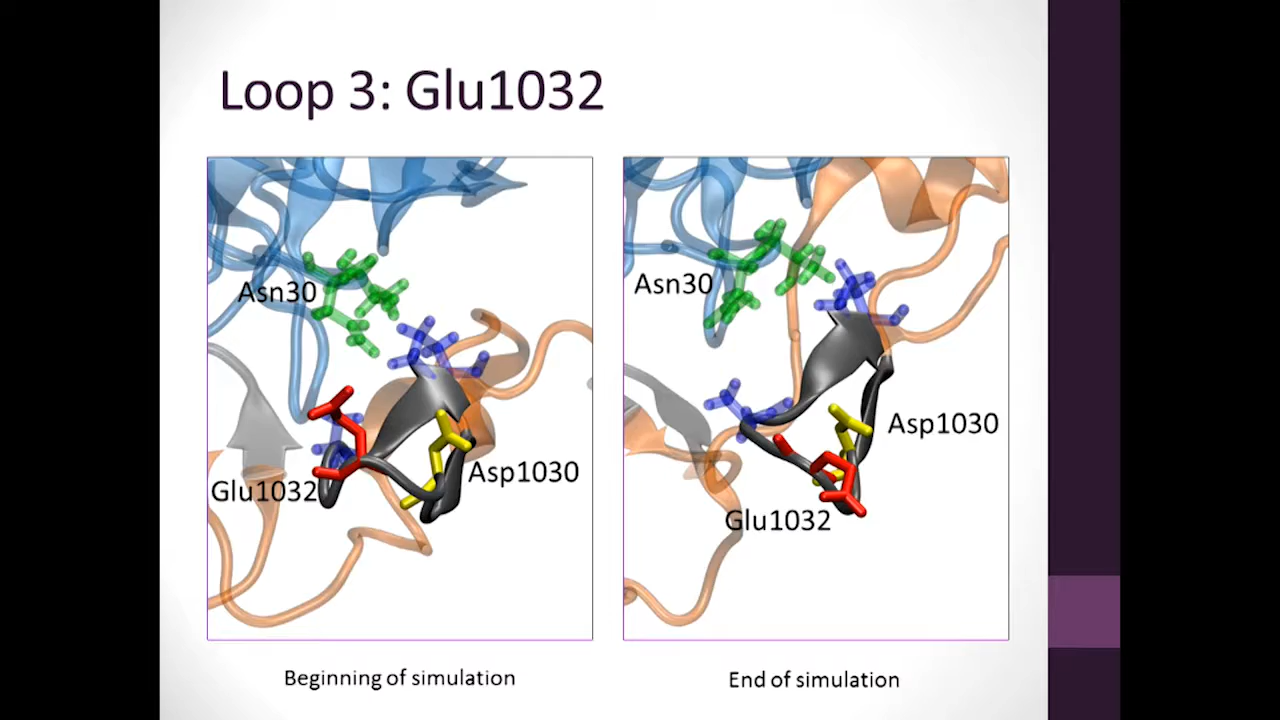 Loop 3: Glu1032
Asn30
Asp1030
Glu1032
Beginning of simulation
Asn30
Asp1030
Glu1032
End of simulation